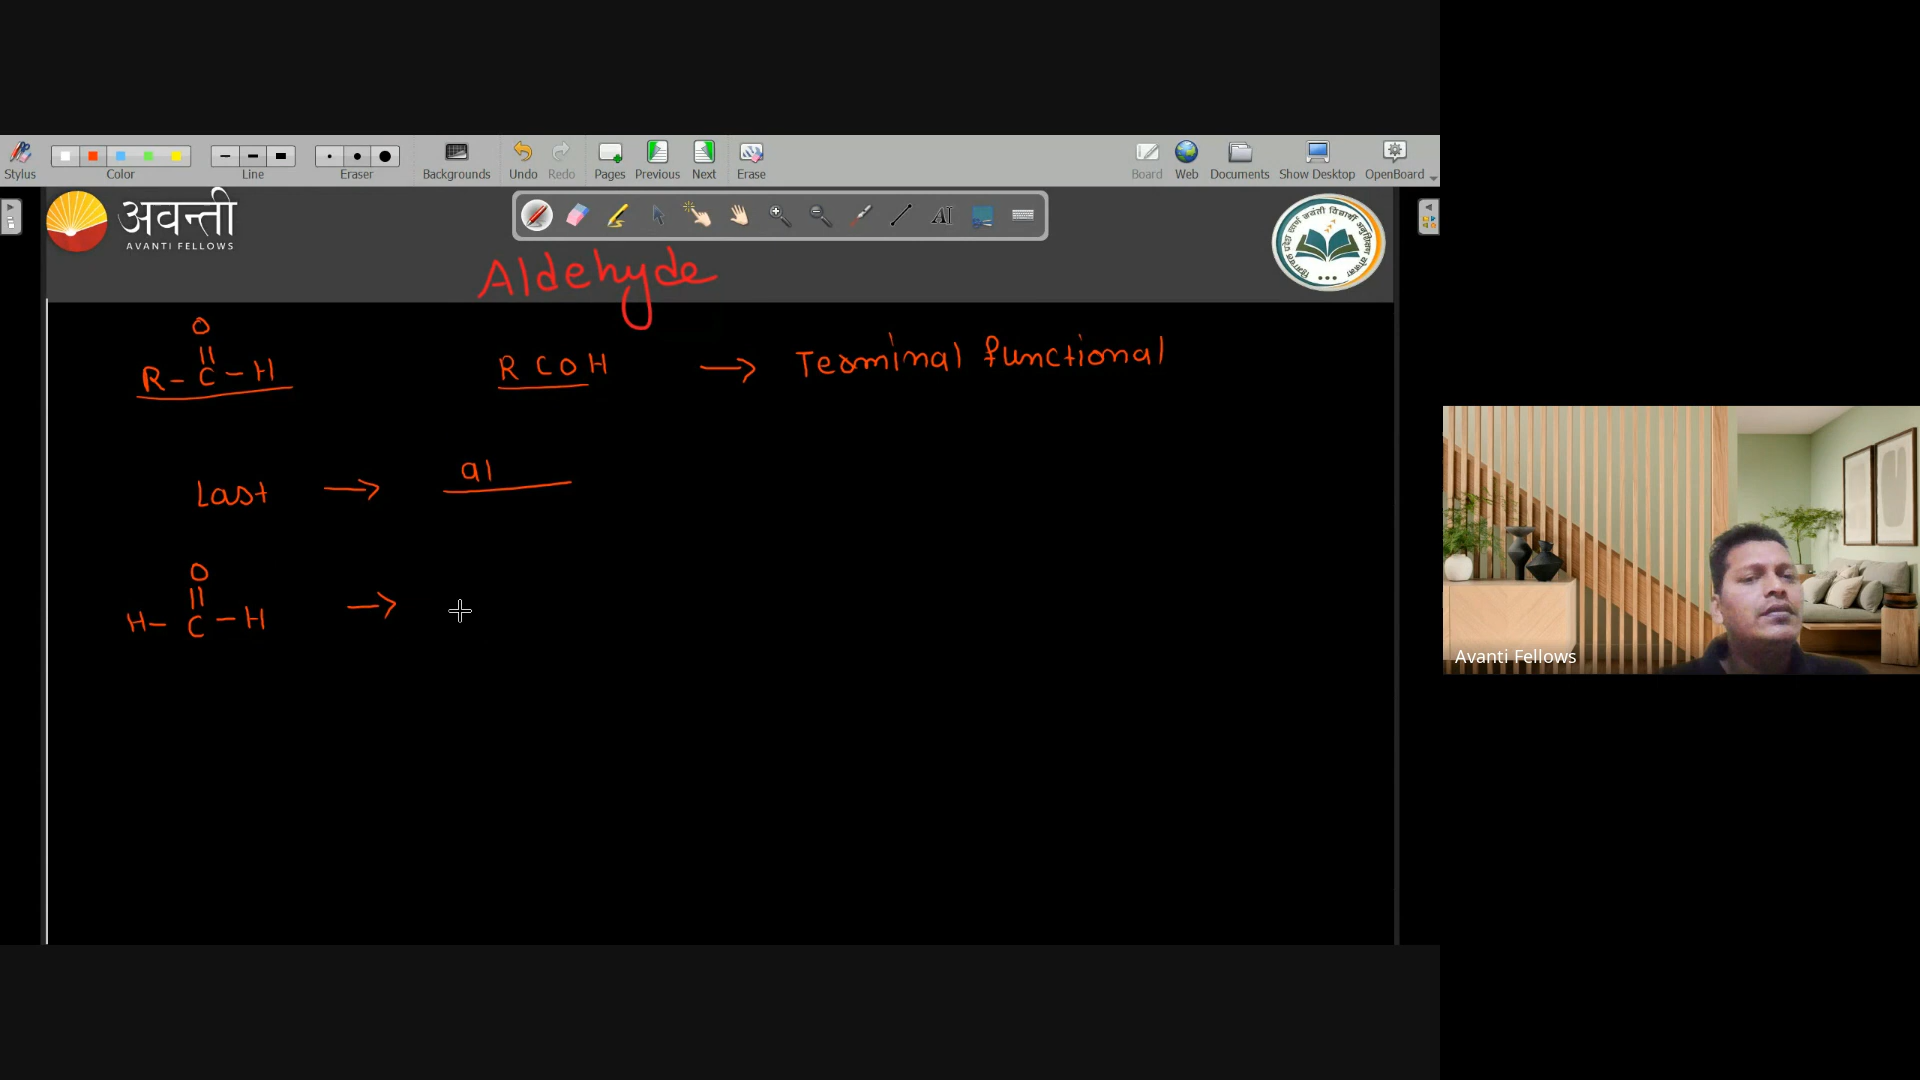 Stylus
Color
Line
Eraser
Backgrounds
Undo
Redo
Pages
Previous
Next
Erase
Board
Web
Documents
Show Desktop
OpenBoard
अवन्ती
AVANTI FELLOWS
Aldehyde
O
||
R - C - H
R C O H → Terminal functional
Last → al
O
||
H - C - H →
Avanti Fellows